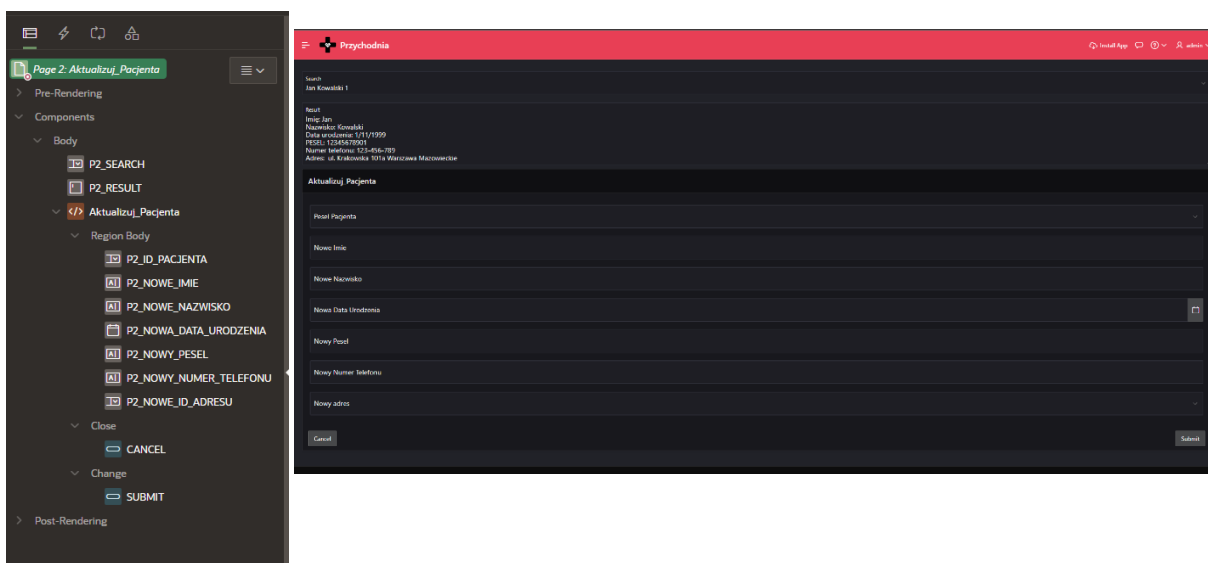 Page 2: Aktualizuj_Pacjenta
Pre-Rendering
Components
Body
P2_SEARCH
P2_RESULT
Aktualizuj_Pacjenta
Region Body
P2_ID_PACJENTA
P2_NOWE_IMIE
P2_NOWE_NAZWISKO
P2_NOWA_DATA_URODZENIA
P2_NOWY_PESEL
P2_NOWY_NUMER_TELEFONU
P2_NOWE_ID_ADRESU
Close
CANCEL
Change
SUBMIT
Post-Rendering
Przychodnia
Install App
admin
Search
Jan Kowalski 1
Result
Imię: Jan
Nazwisko: Kowalski
Data urodzenia: 1/11/1999
PESEL: 12345678901
Numer telefonu: 123-456-789
Adres: ul. Krakowska 101a Warszawa Mazowieckie
Aktualizuj_Pacjenta
Pesel Pacjenta
Nowe Imie
Nowe Nazwisko
Nowa Data Urodzenia
Nowy Pesel
Nowy Numer Telefonu
Nowy adres
Cancel
Submit